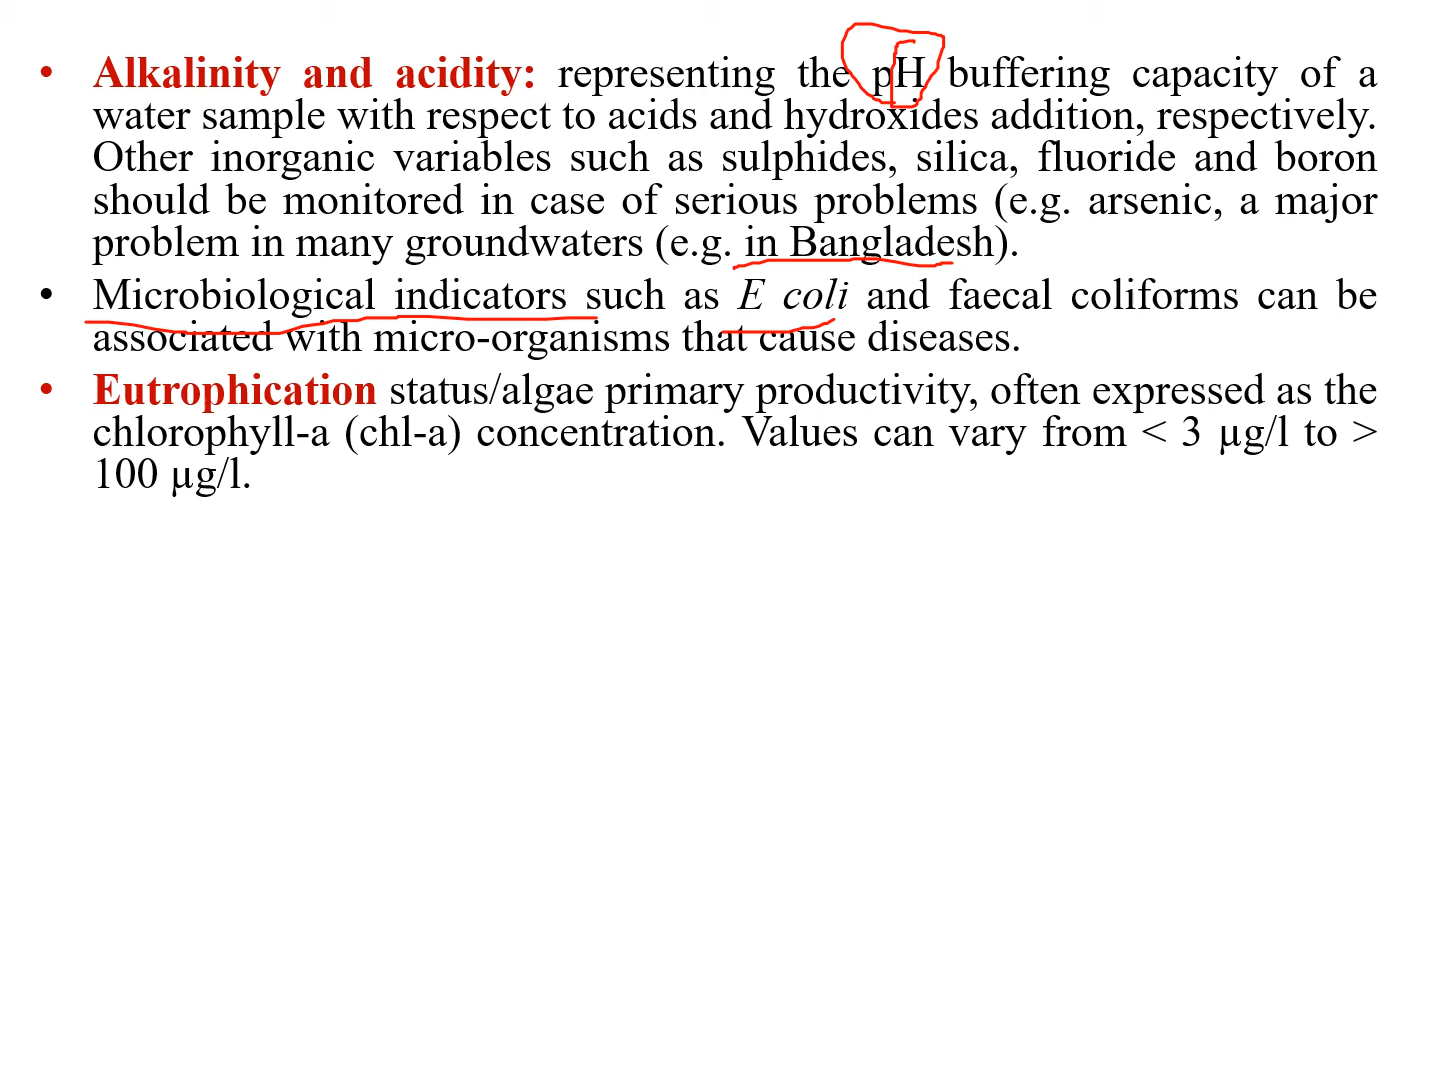 • Alkalinity and acidity: representing the pH buffering capacity of a
water sample with respect to acids and hydroxides addition, respectively.
Other inorganic variables such as sulphides, silica, fluoride and boron
should be monitored in case of serious problems (e.g. arsenic, a major
problem in many groundwaters (e.g. in Bangladesh).
• Microbiological indicators such as E coli and faecal coliforms can be
associated with micro-organisms that cause diseases.
• Eutrophication status/algae primary productivity, often expressed as the
chlorophyll-a (chl-a) concentration. Values can vary from < 3 µg/l to >
100 µg/l.